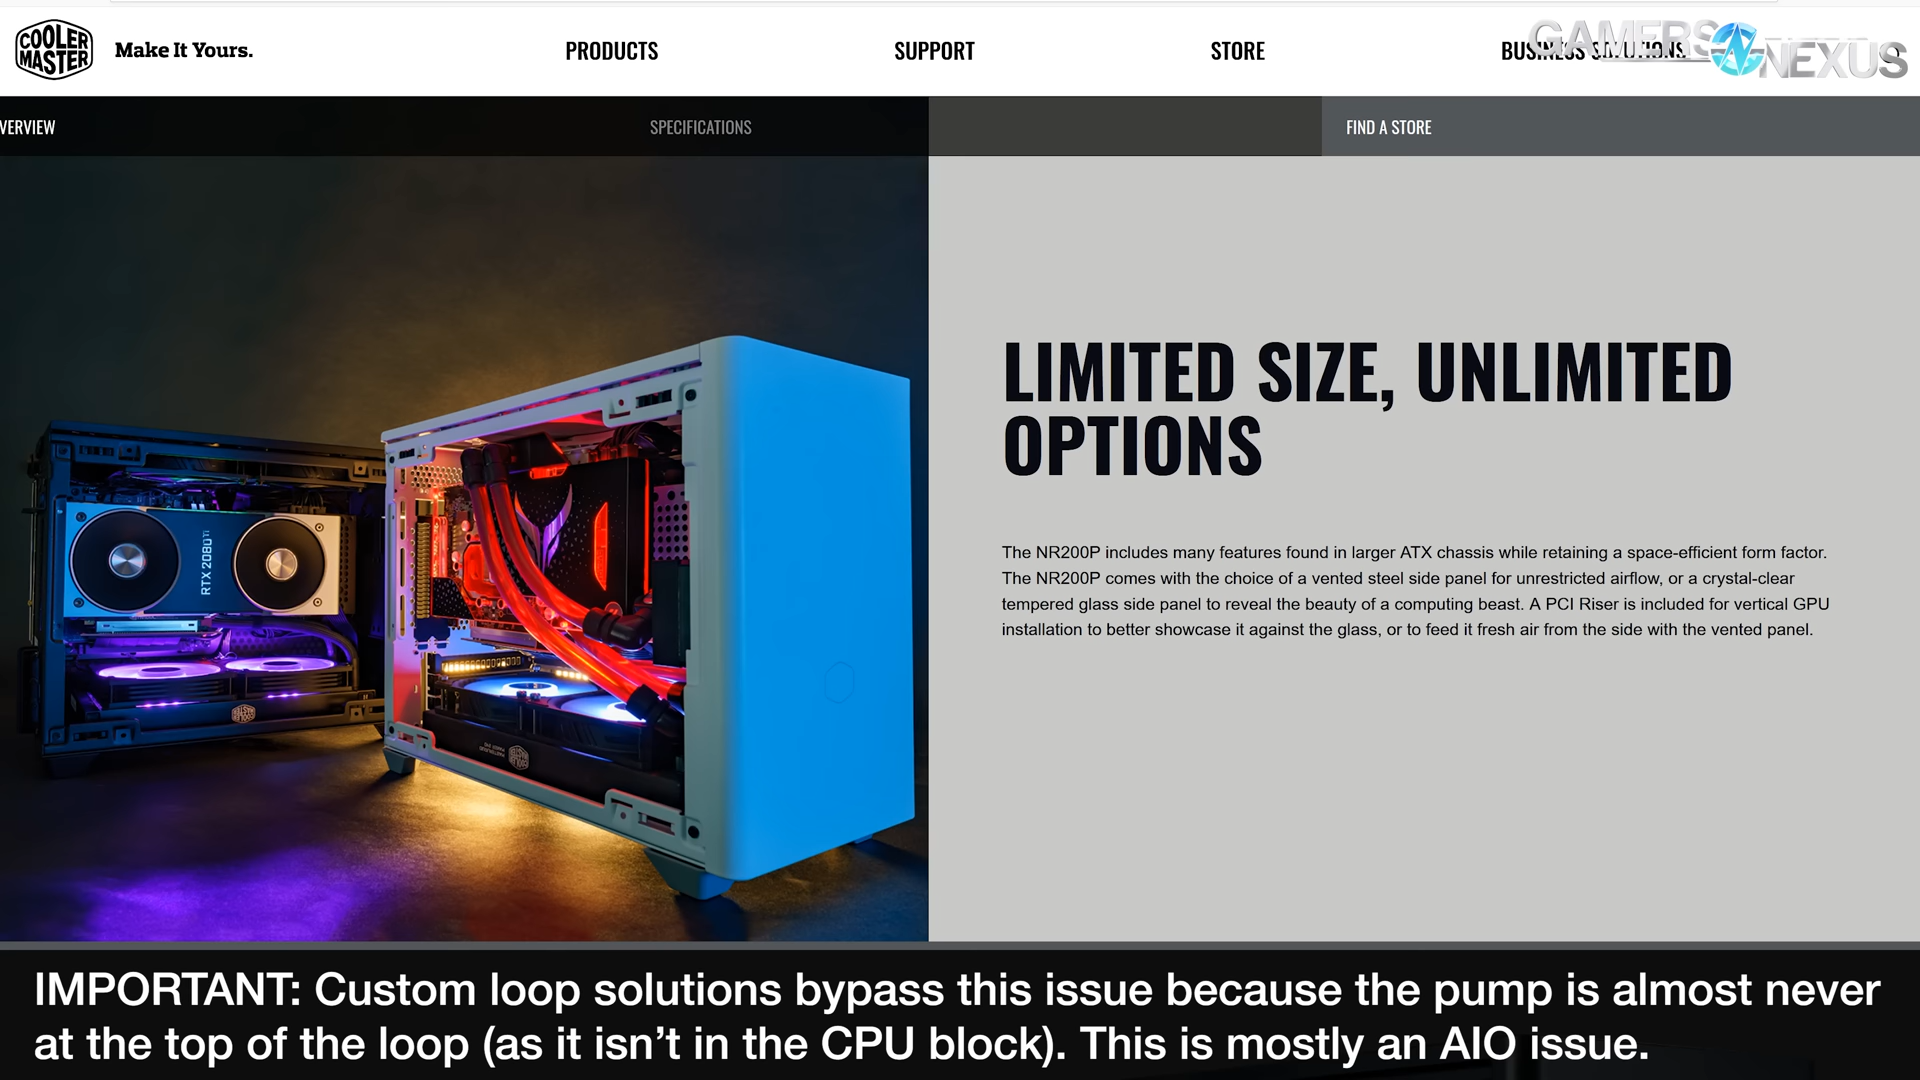 COOLER
MASTER
Make It Yours.
PRODUCTS
SUPPORT
STORE
BUSINESS SOLUTIONS
GAMERS
NEXUS
VERVIEW
SPECIFICATIONS
FIND A STORE
RTX 2080 Ti
LIMITED SIZE, UNLIMITED
OPTIONS
The NR200P includes many features found in larger ATX chassis while retaining a space-efficient form factor.
The NR200P comes with the choice of a vented steel side panel for unrestricted airflow, or a crystal-clear
tempered glass side panel to reveal the beauty of a computing beast. A PCI Riser is included for vertical GPU
installation to better showcase it against the glass, or to feed it fresh air from the side with the vented panel.
IMPORTANT: Custom loop solutions bypass this issue because the pump is almost never
at the top of the loop (as it isn’t in the CPU block). This is mostly an AIO issue.